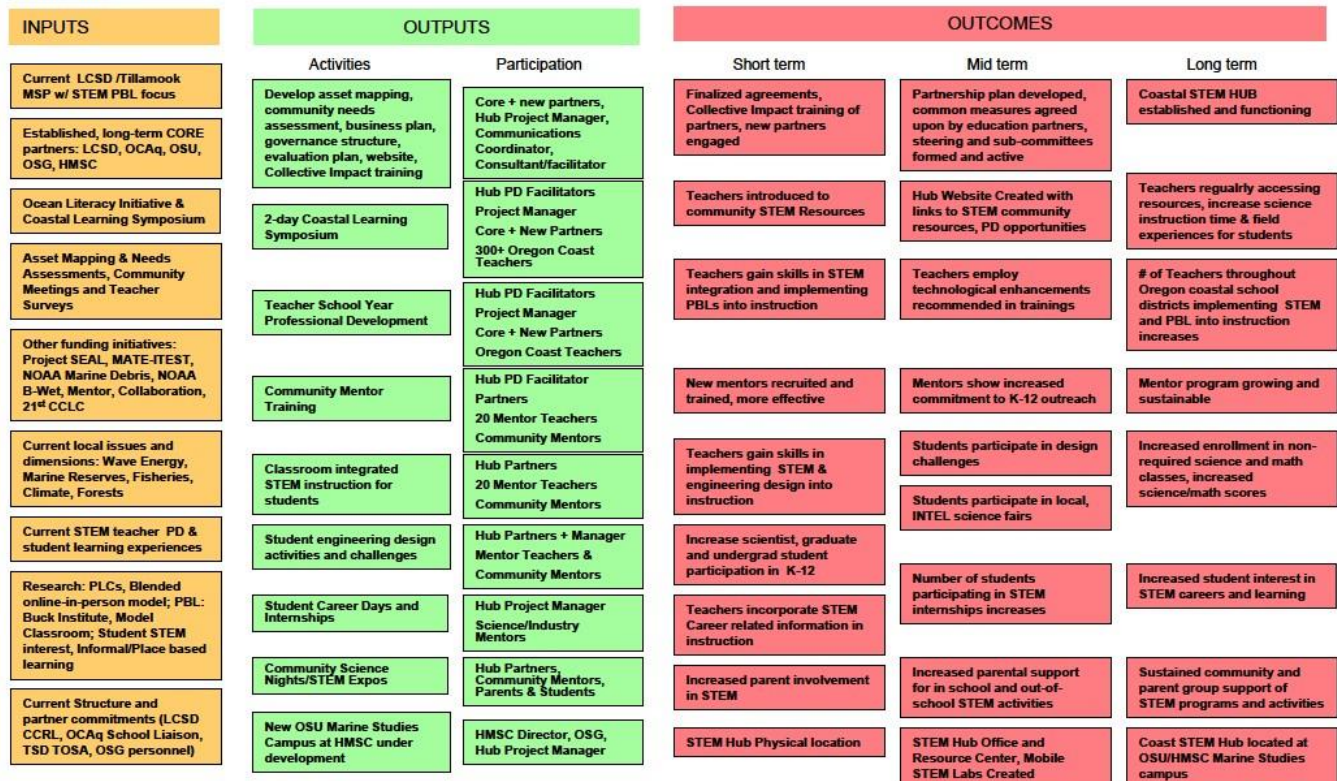 INPUTS
Current LCSD /Tillamook
MSP w/ STEM PBL focus
Established, long-term CORE
partners: LCSD, OCAq, OSU,
OSG, HMSC
Ocean Literacy Initiative &
Coastal Learning Symposium
Asset Mapping & Needs
Assessments, Community
Meetings and Teacher
Surveys
Other funding initiatives:
Project SEAL, MATE-ITEST,
NOAA Marine Debris, NOAA
B-Wet, Mentor, Collaboration,
21st CCLC
Current local issues and
dimensions: Wave Energy,
Marine Reserves, Fisheries,
Climate, Forests
Current STEM teacher PD &
student learning experiences
Research: PLCs, Blended
online-in-person model; PBL:
Buck Institute, Model
Classroom; Student STEM
interest, Informal/Place based
learning
Current Structure and
partner commitments (LCSD
CCRL, OCAq School Liaison,
TSD TOSA, OSG personnel)
OUTPUTS
Activities
Develop asset mapping,
community needs
assessment, business plan,
governance structure,
evaluation plan, website,
Collective Impact training
2-day Coastal Learning
Symposium
Teacher School Year
Professional Development
Community Mentor
Training
Classroom integrated
STEM instruction for
students
Student engineering design
activities and challenges
Student Career Days and
Internships
Community Science
Nights/STEM Expos
New OSU Marine Studies
Campus at HMSC under
development
Participation
Core + new partners,
Hub Project Manager,
Communications
Coordinator,
Consultant/facilitator
Hub PD Facilitators
Project Manager
Core + New Partners
300+ Oregon Coast
Teachers
Hub PD Facilitators
Project Manager
Core + New Partners
Oregon Coast Teachers
Hub PD Facilitator
Partners
20 Mentor Teachers
Community Mentors
Hub Partners
20 Mentor Teachers
Community Mentors
Hub Partners + Manager
Mentor Teachers &
Community Mentors
Hub Project Manager
Science/Industry
Mentors
Hub Partners,
Community Mentors,
Parents & Students
HMSC Director, OSG,
Hub Project Manager
OUTCOMES
Short term
Finalized agreements,
Collective Impact training of
partners, new partners
engaged
Teachers introduced to
community STEM Resources
Teachers gain skills in STEM
integration and implementing
PBLs into instruction
New mentors recruited and
trained, more effective
Teachers gain skills in
implementing STEM &
engineering design into
instruction
Increase scientist, graduate
and undergrad student
participation in K-12
Teachers incorporate STEM
Career related information in
instruction
Increased parent involvement
in STEM
STEM Hub Physical location
Mid term
Partnership plan developed,
common measures agreed
upon by education partners,
steering and sub-committees
formed and active
Hub Website Created with
links to STEM community
resources, PD opportunities
Teachers employ
technological enhancements
recommended in trainings
Mentors show increased
commitment to K-12 outreach
Students participate in design
challenges
Students participate in local,
INTEL science fairs
Number of students
participating in STEM
internships increases
Increased parental support
for in school and out-of-
school STEM activities
STEM Hub Office and
Resource Center, Mobile
STEM Labs Created
Long term
Coastal STEM HUB
established and functioning
Teachers regualrly accessing
resources, increase science
instruction time & field
experiences for students
# of Teachers throughout
Oregon coastal school
districts implementing STEM
and PBL into instruction
increases
Mentor program growing and
sustainable
Increased enrollment in non-
required science and math
classes, increased
science/math scores
Increased student interest in
STEM careers and learning
Sustained community and
parent group support of
STEM programs and activities
Coast STEM Hub located at
OSU/HMSC Marine Studies
campus